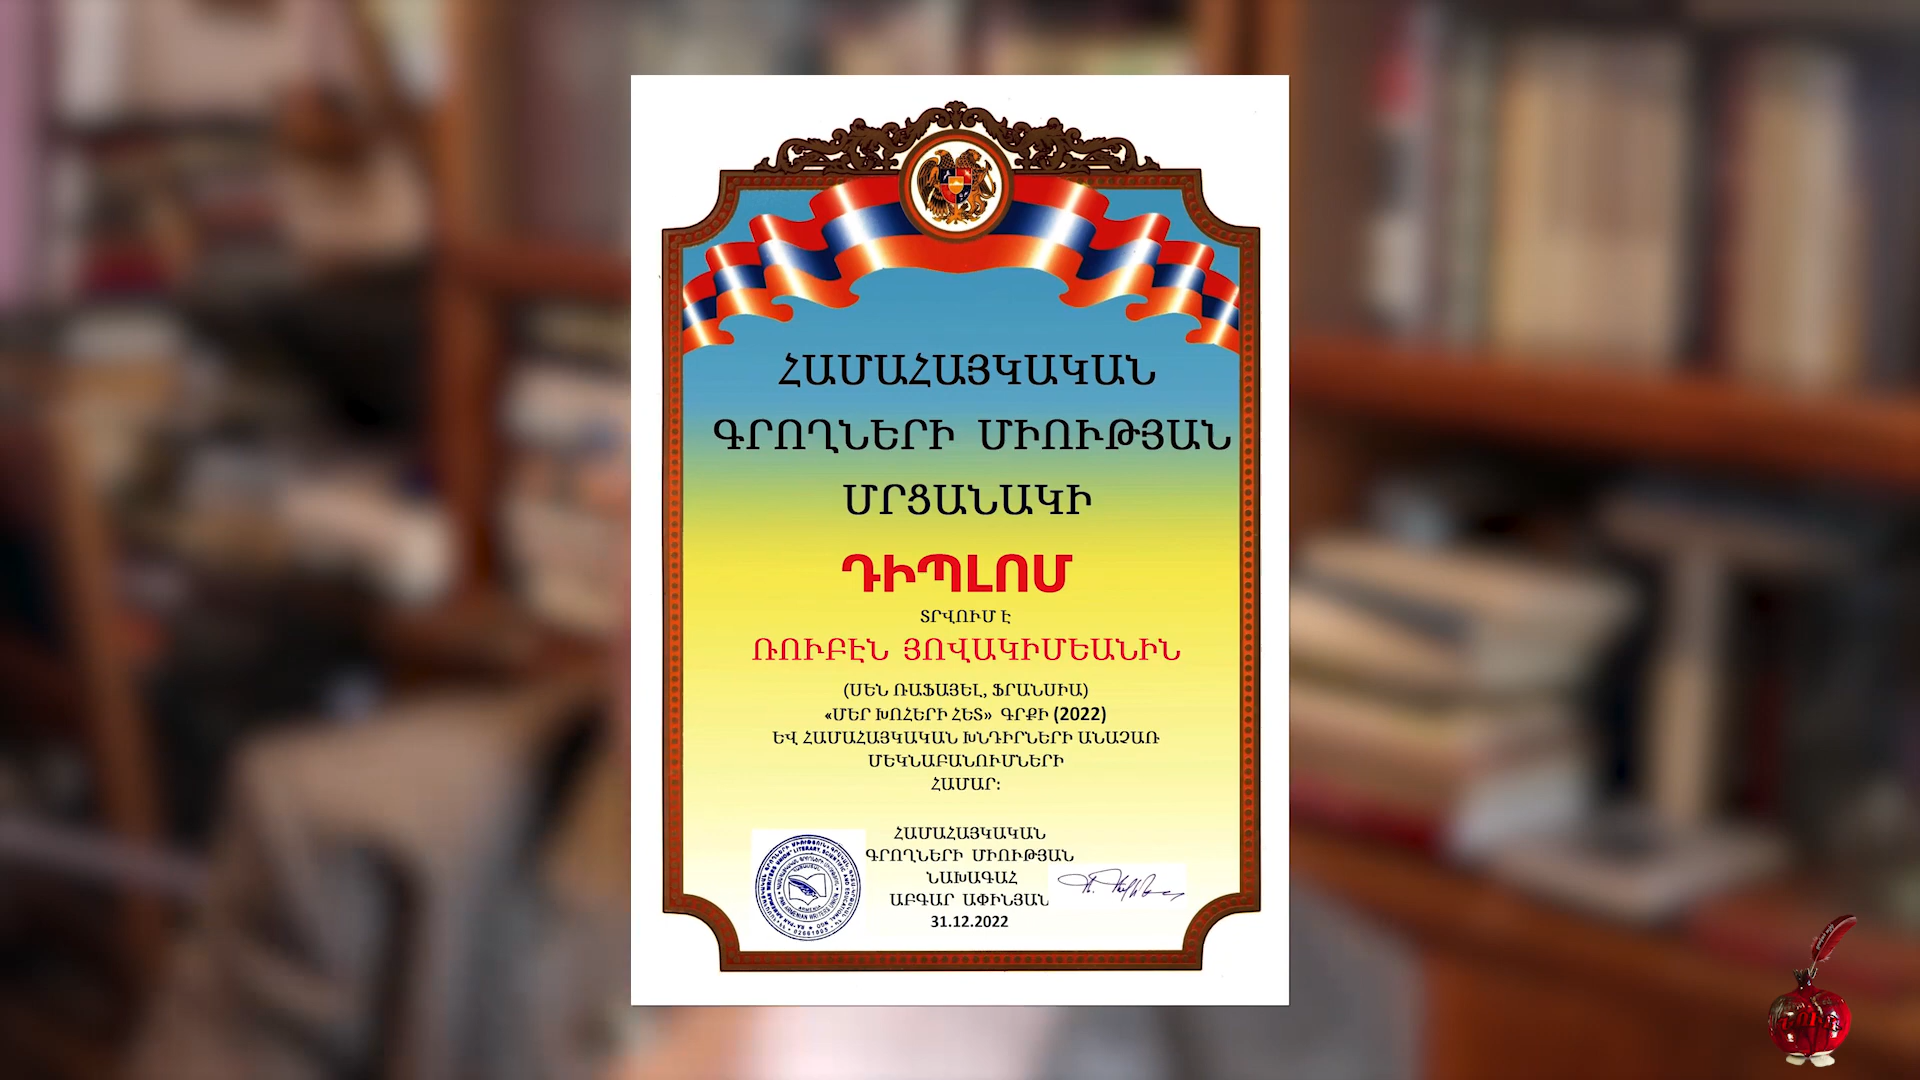 ՀԱՄԱՀԱՅԿԱԿԱՆ
ԳՐՈՂՆԵՐԻ ՄԻՈՒԹՅԱՆ
ՄՐՑԱՆԱԿԻ
ԴԻՊԼՈՄ
ՏՐՎՈՒՄ Է
ՌՈՒԲԷՆ ՅՈՎԱԿԻՄԵԱՆԻՆ
(ՍԵՆ ՌԱՖԱՅԵԼ, ՖՐԱՆՍԻԱ)
«ՄԵՐ ԽՈՀԵՐԻ ՀԵՏ» ԳՐՔԻ (2022)
ԵՎ ՀԱՄԱՀԱՅԿԱԿԱՆ ԽՆԴԻՐՆԵՐԻ ԱՆԱՉԱՌ
ՄԵԿՆԱԲԱՆՈՒՄՆԵՐԻ
ՀԱՄԱՐ:
ՀԱՄԱՀԱՅԿԱԿԱՆ
ԳՐՈՂՆԵՐԻ ՄԻՈՒԹՅԱՆ
ՆԱԽԱԳԱՀ
ԱԲԳԱՐ ԱՓԻՆՅԱՆ
31.12.2022